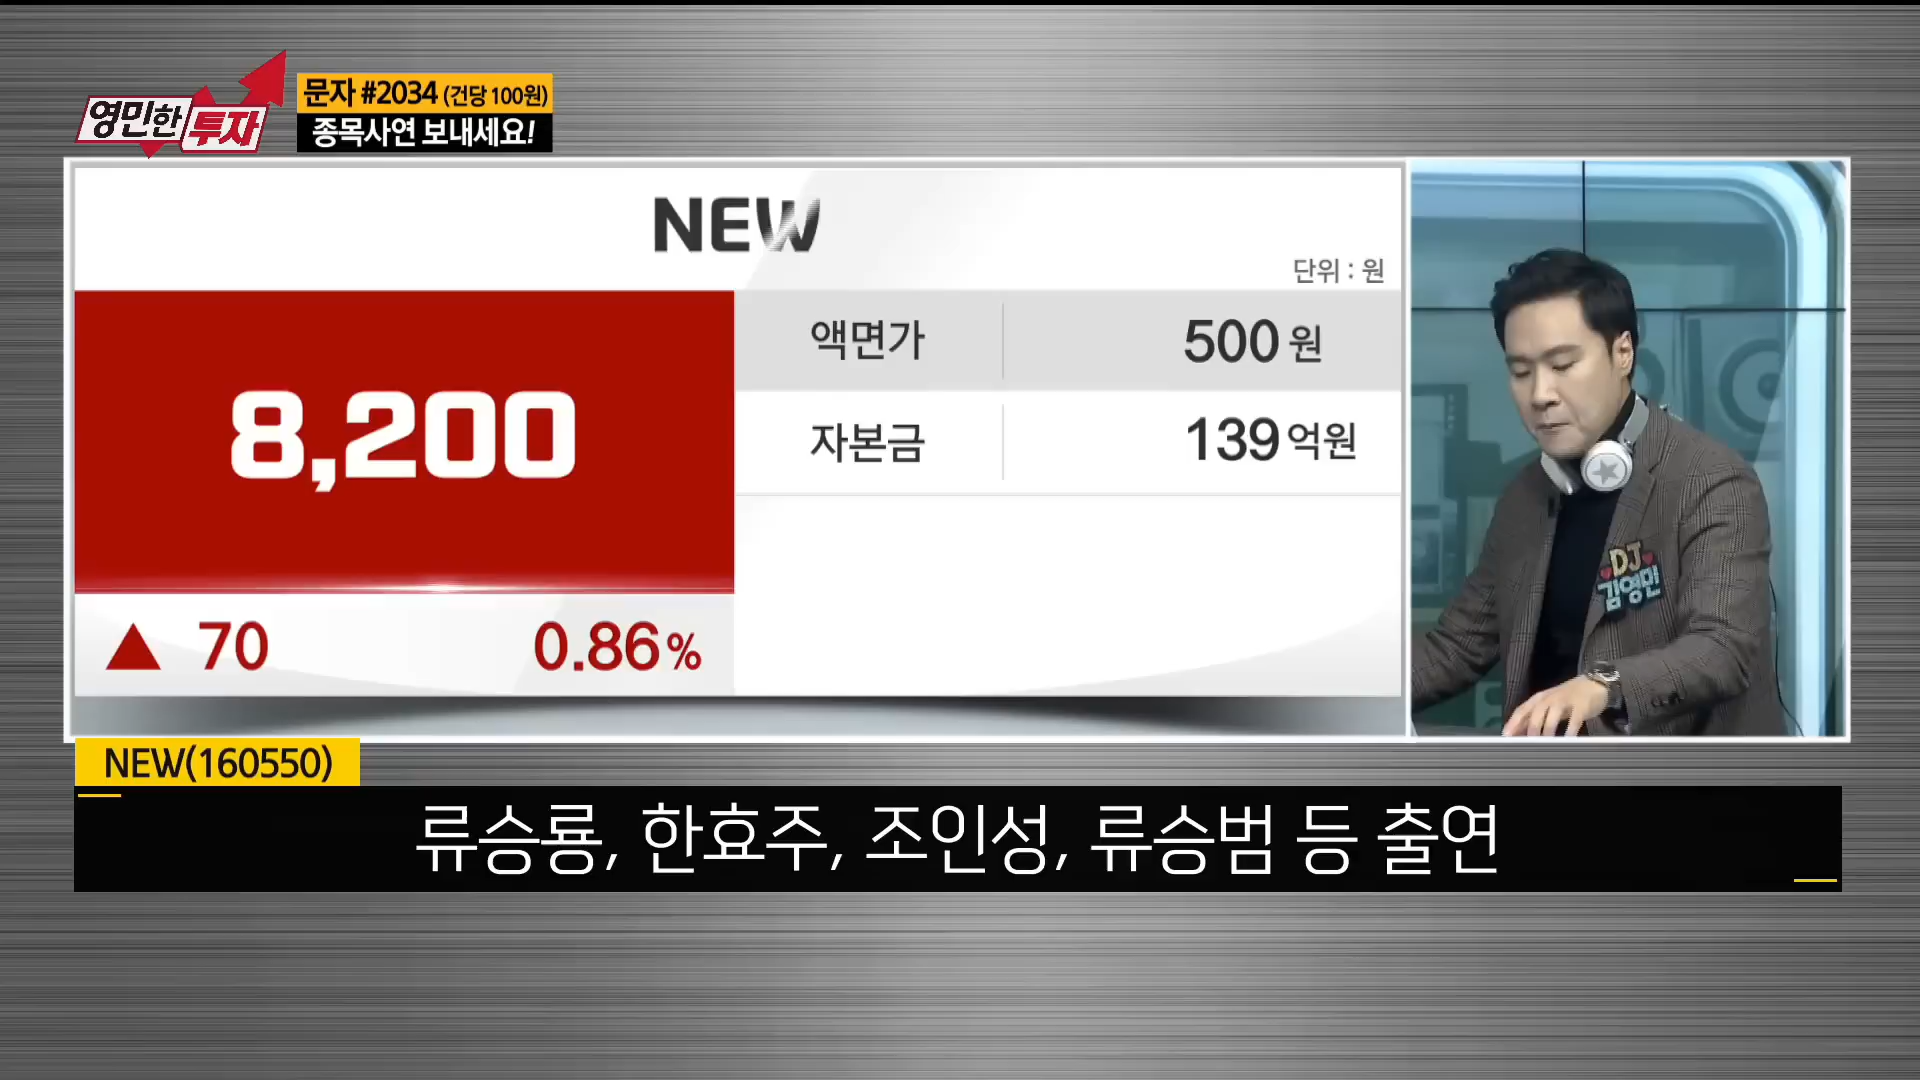 영민한 투자
문자 #2034 (건당 100원)
종목사연 보내세요!
NEW
단위 : 원
8,200
▲ 70 0.86%
액면가 500 원
자본금 139 억원
DJ
김영민
NEW(160550)
류승룡, 한효주, 조인성, 류승범 등 출연